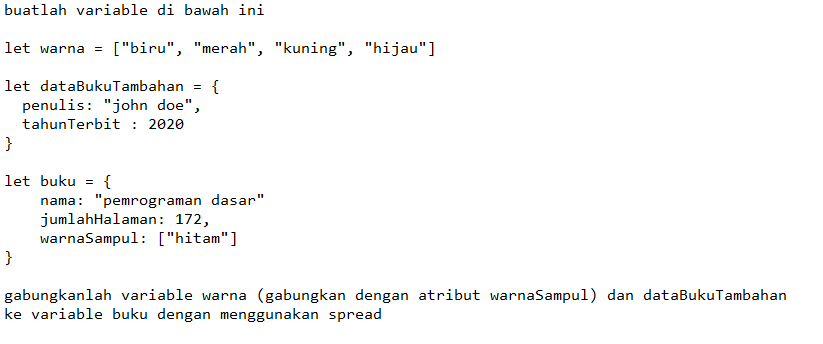 buatlah variable di bawah ini
let warna = ["biru", "merah", "kuning", "hijau"]
let dataBukuTambahan = {
  penulis: "john doe",
  tahunTerbit : 2020
}
let buku = {
    nama: "pemrograman dasar"
    jumlahHalaman: 172,
    warnaSampul: ["hitam"]
}
gabungkanlah variable warna (gabungkan dengan atribut warnaSampul) dan dataBukuTambahan
ke variable buku dengan menggunakan spread